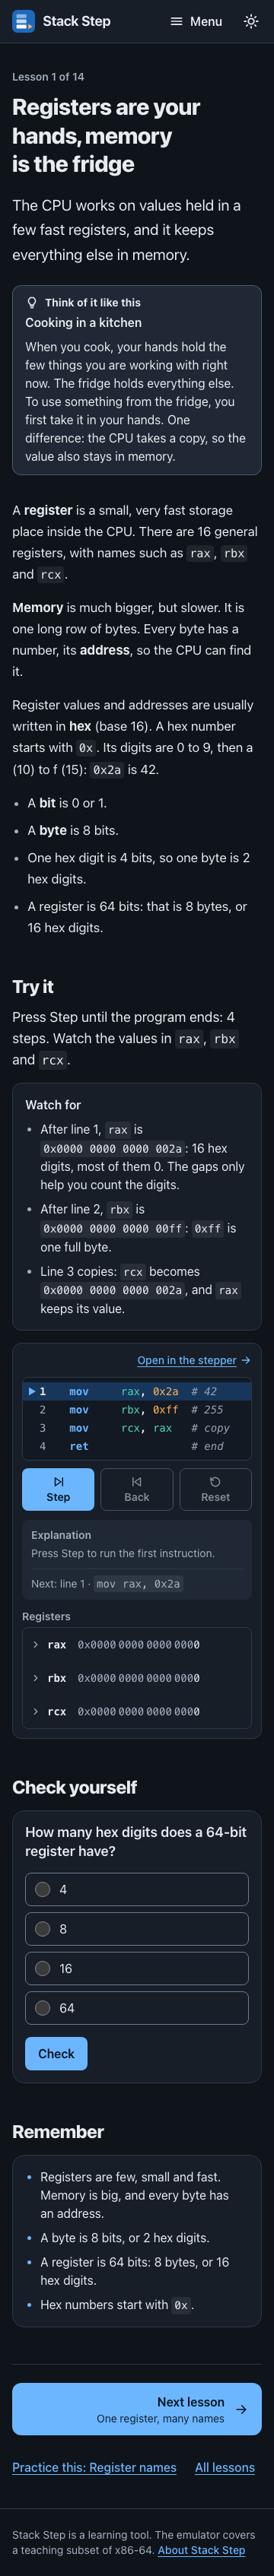 Stack Step
Menu
Lesson 1 of 14
Registers are your
hands, memory
is the fridge
The CPU works on values held in a
few fast registers, and it keeps
everything else in memory.
Think of it like this
Cooking in a kitchen
When you cook, your hands hold the
few things you are working with right
now. The fridge holds everything else.
To use something from the fridge, you
first take it in your hands. One
difference: the CPU takes a copy, so the
value also stays in memory.
A register is a small, very fast storage
place inside the CPU. There are 16 general
registers, with names such as rax, rbx
and rcx.
Memory is much bigger, but slower. It is
one long row of bytes. Every byte has a
number, its address, so the CPU can find
it.
Register values and addresses are usually
written in hex (base 16). A hex number
starts with 0x. Its digits are 0 to 9, then a
(10) to f (15): 0x2a is 42.
• A bit is 0 or 1.
• A byte is 8 bits.
• One hex digit is 4 bits, so one byte is 2
hex digits.
• A register is 64 bits: that is 8 bytes, or
16 hex digits.
Try it
Press Step until the program ends: 4
steps. Watch the values in rax, rbx
and rcx.
Watch for
• After line 1, rax is
0x0000 0000 0000 002a: 16 hex
digits, most of them 0. The gaps only
help you count the digits.
• After line 2, rbx is
0x0000 0000 0000 00ff: 0xff is
one full byte.
• Line 3 copies: rcx becomes
0x0000 0000 0000 002a, and rax
keeps its value.
Open in the stepper →
1 mov rax, 0x2a # 42
2 mov rbx, 0xff # 255
3 mov rcx, rax # copy
4 ret # end
Step
Back
Reset
Explanation
Press Step to run the first instruction.
Next: line 1 · mov rax, 0x2a
Registers
rax 0x0000 0000 0000 0000
rbx 0x0000 0000 0000 0000
rcx 0x0000 0000 0000 0000
Check yourself
How many hex digits does a 64-bit
register have?
4
8
16
64
Check
Remember
• Registers are few, small and fast.
Memory is big, and every byte has
an address.
• A byte is 8 bits, or 2 hex digits.
• A register is 64 bits: 8 bytes, or 16
hex digits.
• Hex numbers start with 0x.
Next lesson
One register, many names →
Practice this: Register names
All lessons
Stack Step is a learning tool. The emulator covers
a teaching subset of x86-64. About Stack Step